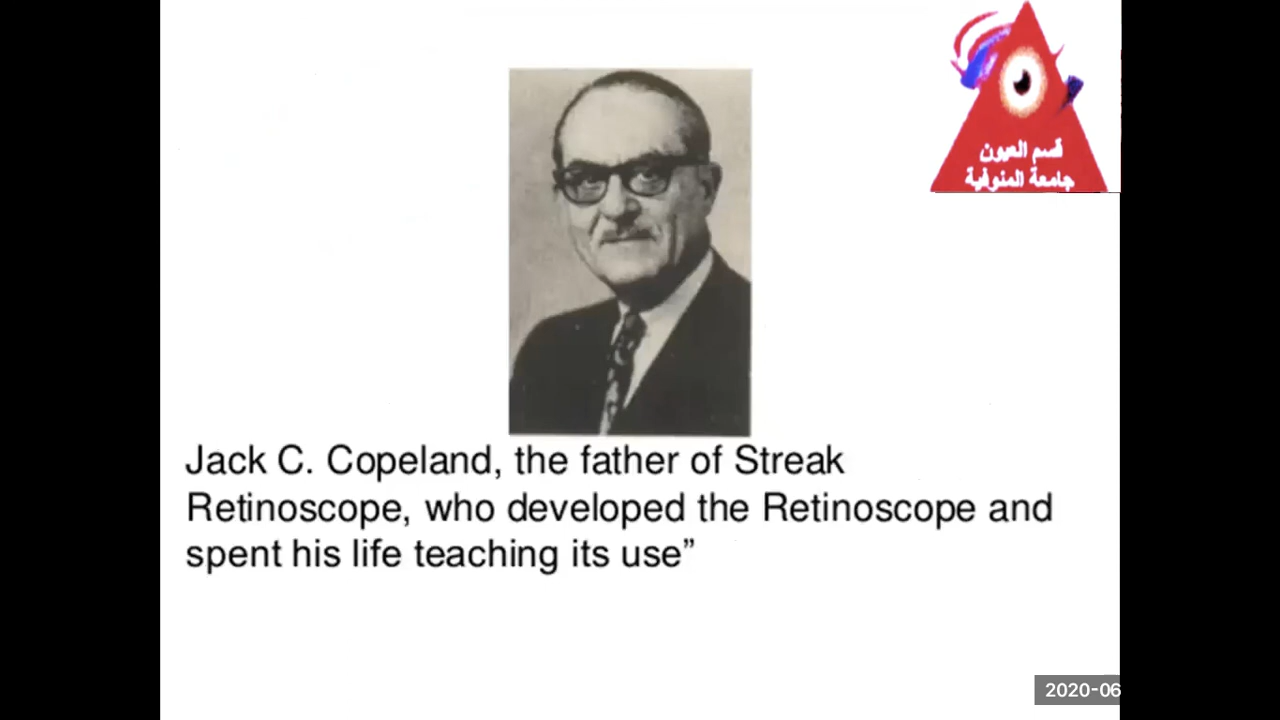 قسم العيون
جامعة المنوفية
Jack C. Copeland, the father of Streak
Retinoscope, who developed the Retinoscope and
spent his life teaching its use”
2020-06